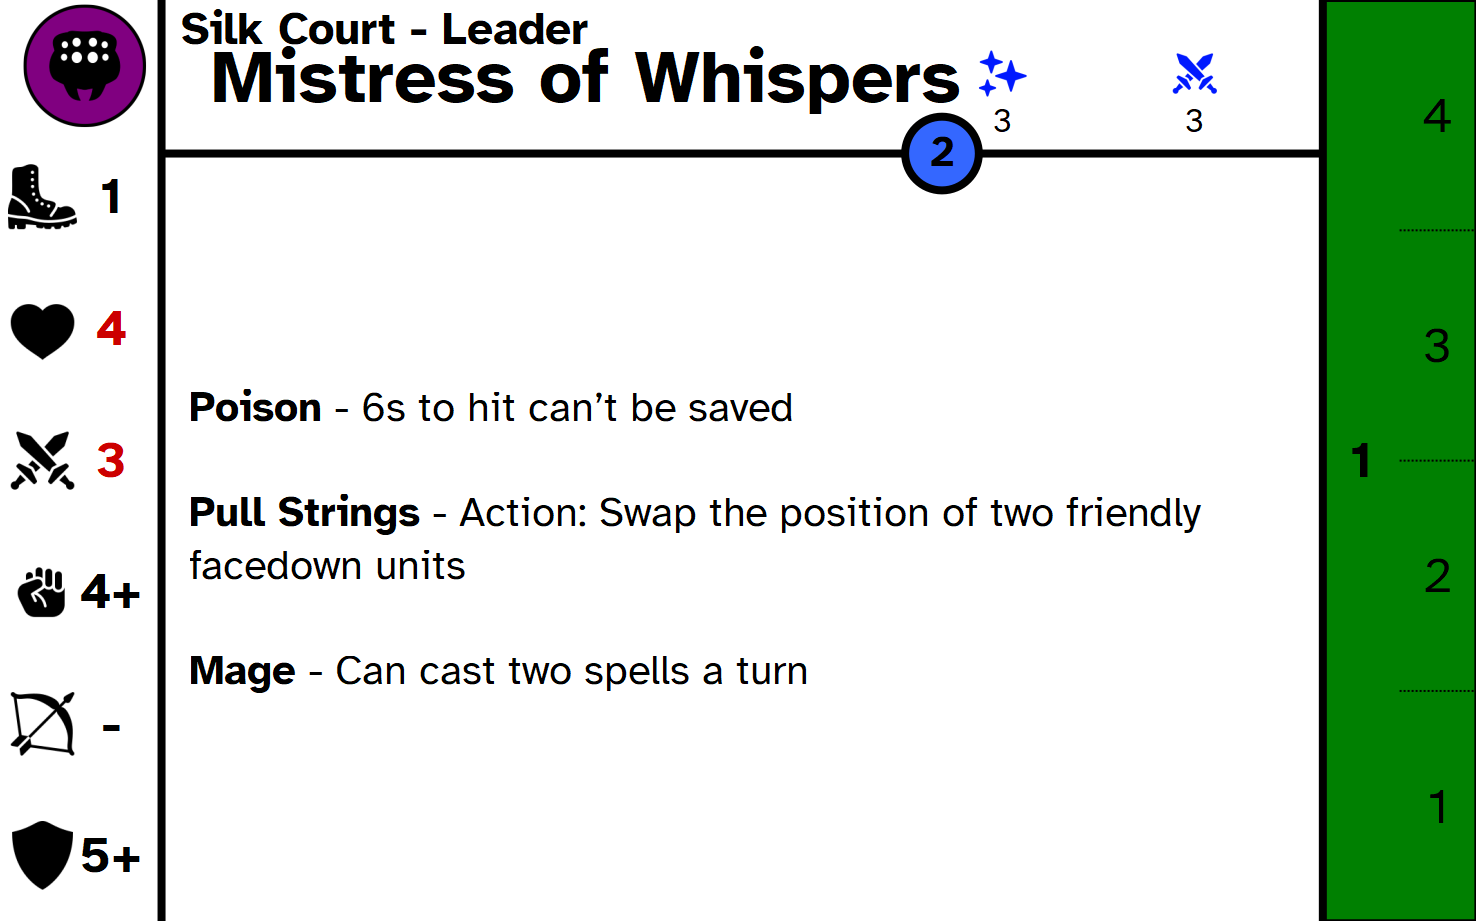 Silk Court - Leader
Mistress of Whispers
3
3
2
1
4
3
4+
-
5+
Poison - 6s to hit can’t be saved
Pull Strings - Action: Swap the position of two friendly
facedown units
Mage - Can cast two spells a turn
4
3
1
2
1